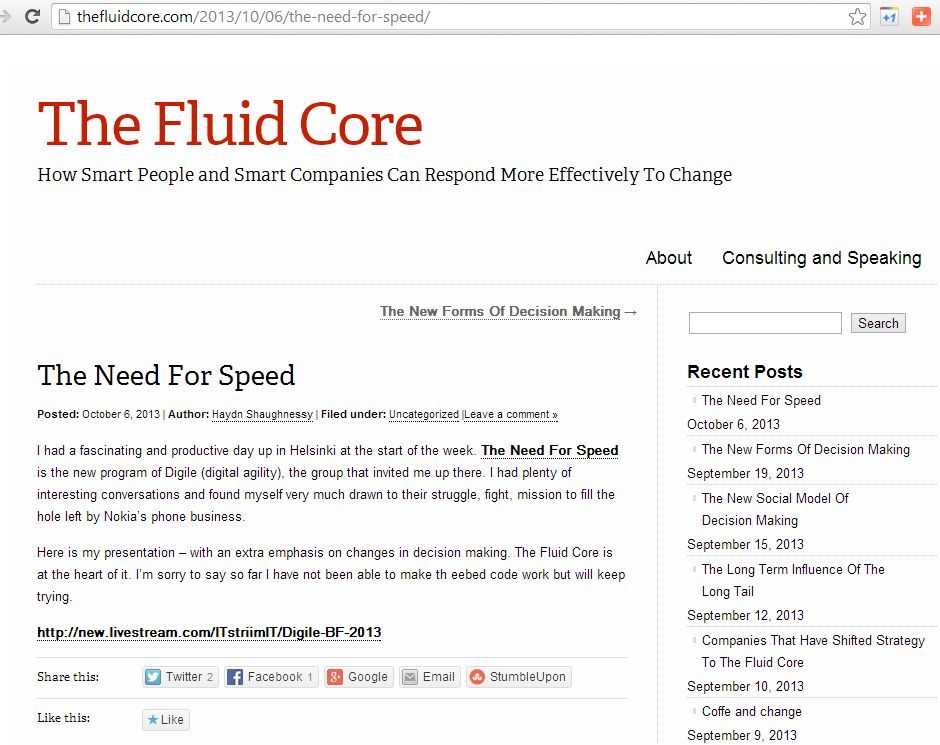 thefluidcore.com/2013/10/06/the-need-for-speed/
+1
The Fluid Core
How Smart People and Smart Companies Can Respond More Effectively To Change
About Consulting and Speaking
The New Forms Of Decision Making →
The Need For Speed
Posted: October 6, 2013 | Author: Haydn Shaughnessy | Filed under: Uncategorized |Leave a comment »
I had a fascinating and productive day up in Helsinki at the start of the week. The Need For Speed
is the new program of Digile (digital agility), the group that invited me up there. I had plenty of
interesting conversations and found myself very much drawn to their struggle, fight, mission to fill the
hole left by Nokia's phone business.
Here is my presentation – with an extra emphasis on changes in decision making. The Fluid Core is
at the heart of it. I'm sorry to say so far I have not been able to make th eebed code work but will keep
trying.
http://new.livestream.com/ITstriimIT/Digile-BF-2013
Share this: Twitter 2 Facebook 1 Google Email StumbleUpon
Like this: Like
Search
Recent Posts
The Need For Speed
October 6, 2013
The New Forms Of Decision Making
September 19, 2013
The New Social Model Of
Decision Making
September 15, 2013
The Long Term Influence Of The
Long Tail
September 12, 2013
Companies That Have Shifted Strategy
To The Fluid Core
September 10, 2013
Coffe and change
September 9, 2013